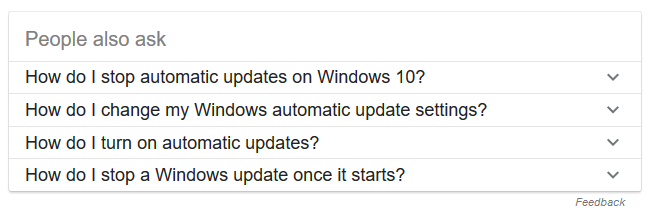 People also ask
How do I stop automatic updates on Windows 10?
How do I change my Windows automatic update settings?
How do I turn on automatic updates?
How do I stop a Windows update once it starts?
Feedback